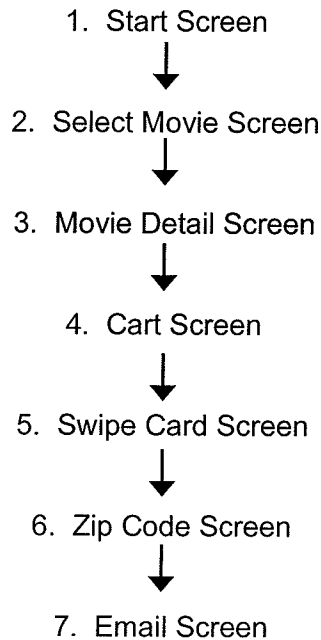 1. Start Screen
2. Select Movie Screen
3. Movie Detail Screen
4. Cart Screen
5. Swipe Card Screen
6. Zip Code Screen
7. Email Screen